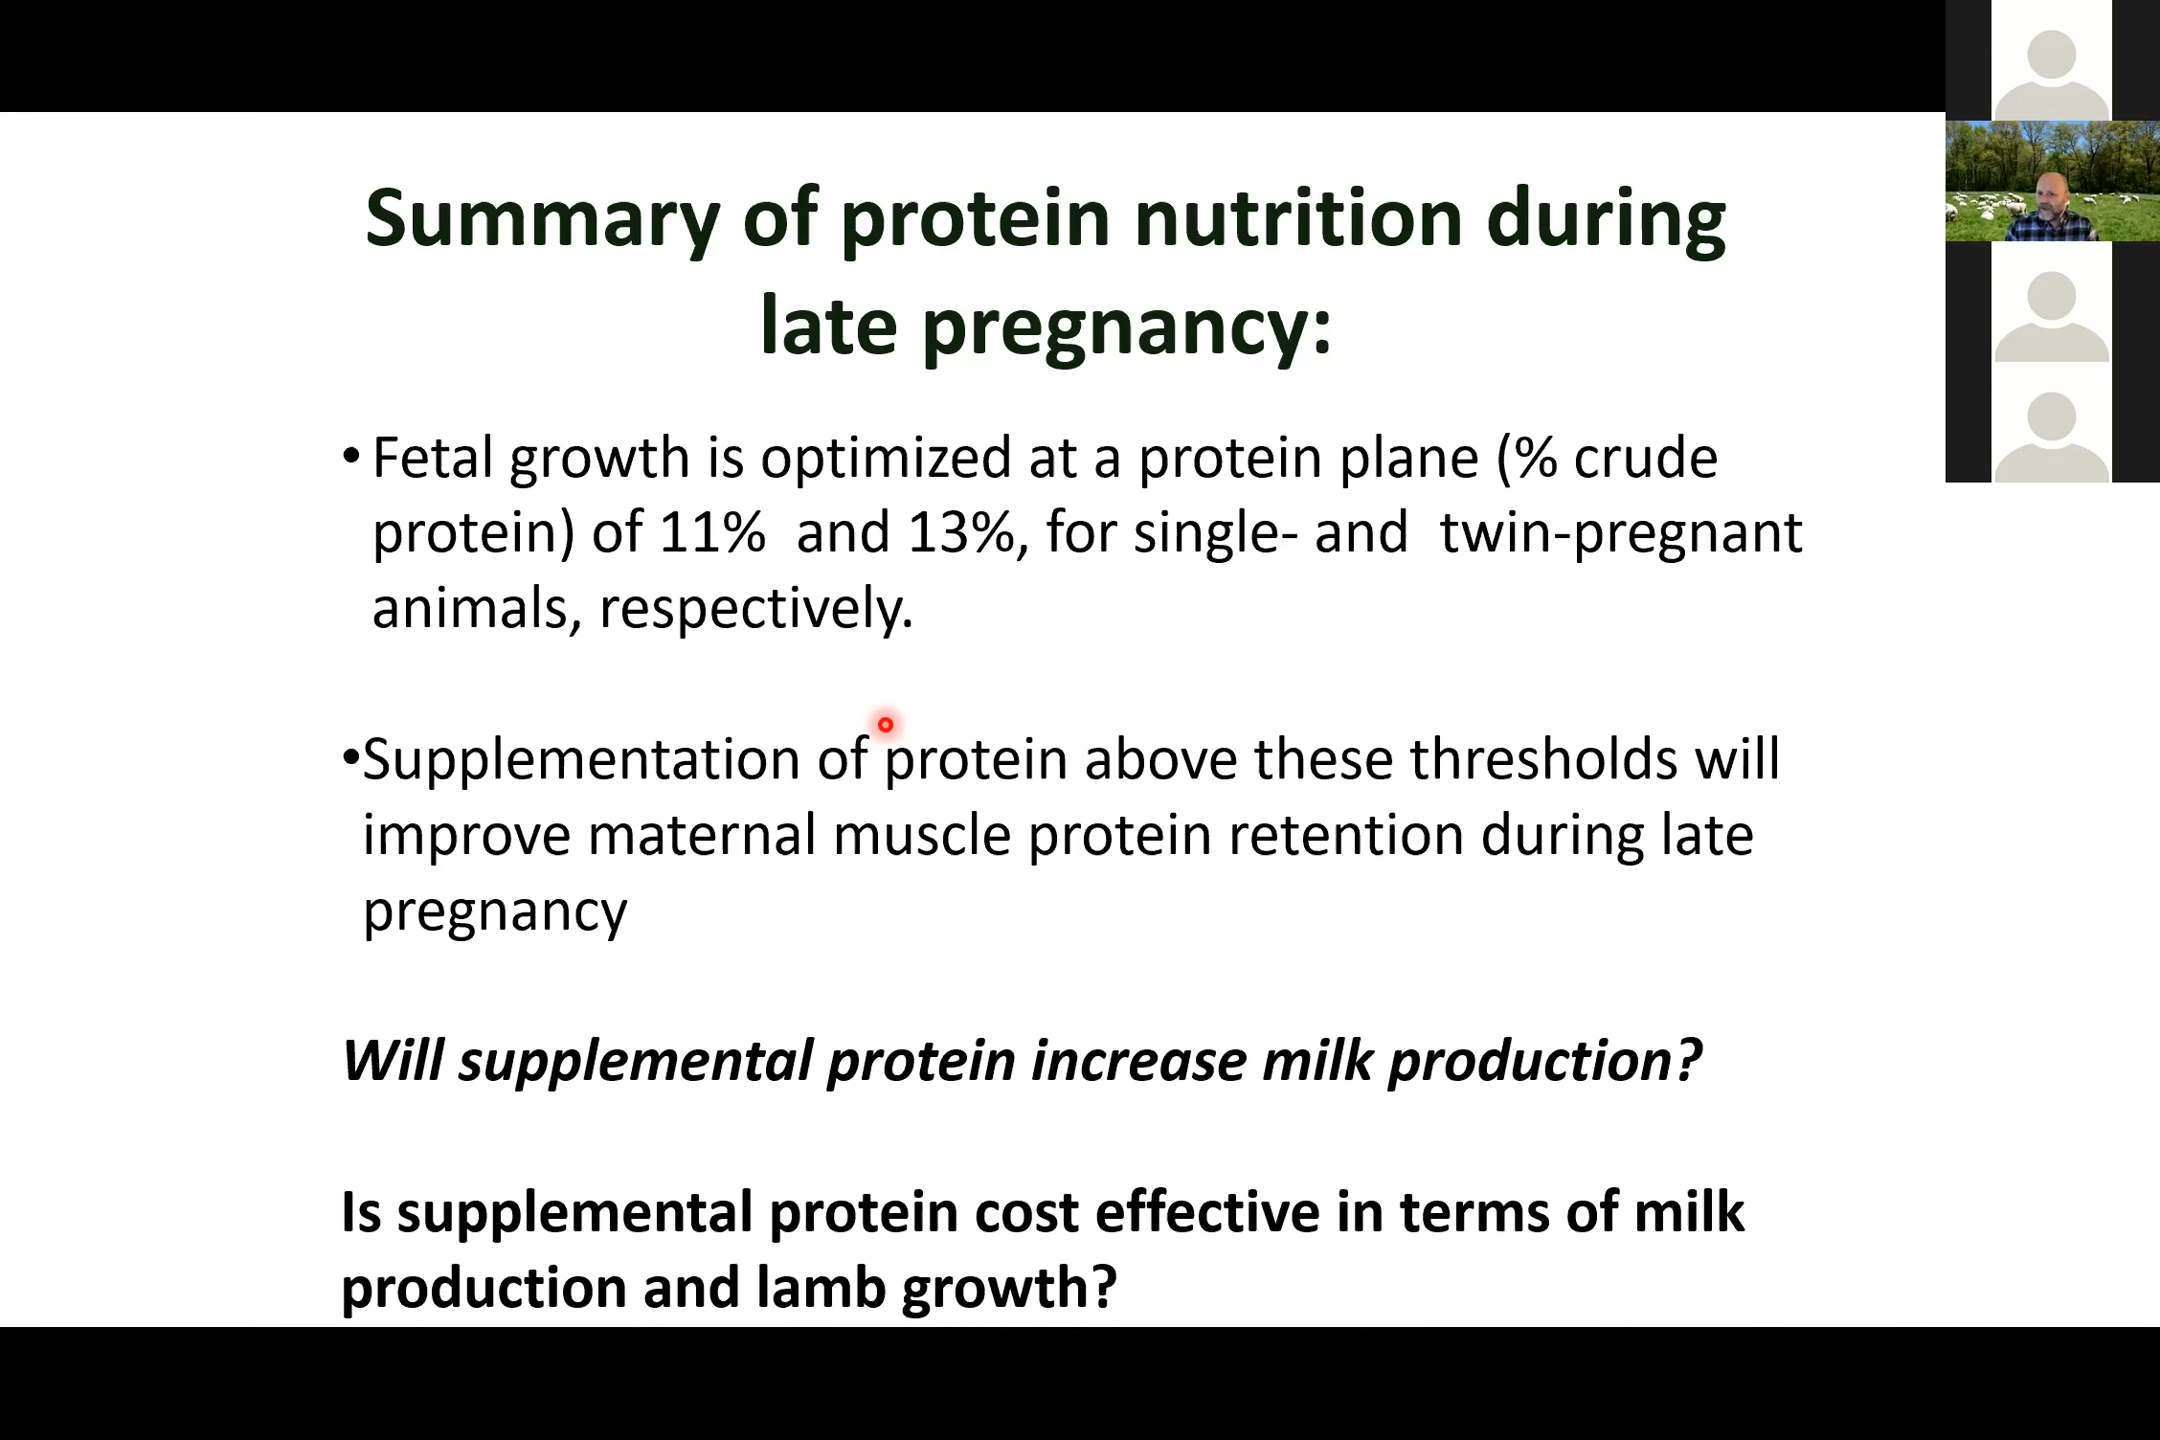 Summary of protein nutrition during
late pregnancy:
• Fetal growth is optimized at a protein plane (% crude
protein) of 11% and 13%, for single- and twin-pregnant
animals, respectively.
•Supplementation of protein above these thresholds will
improve maternal muscle protein retention during late
pregnancy
Will supplemental protein increase milk production?
Is supplemental protein cost effective in terms of milk
production and lamb growth?